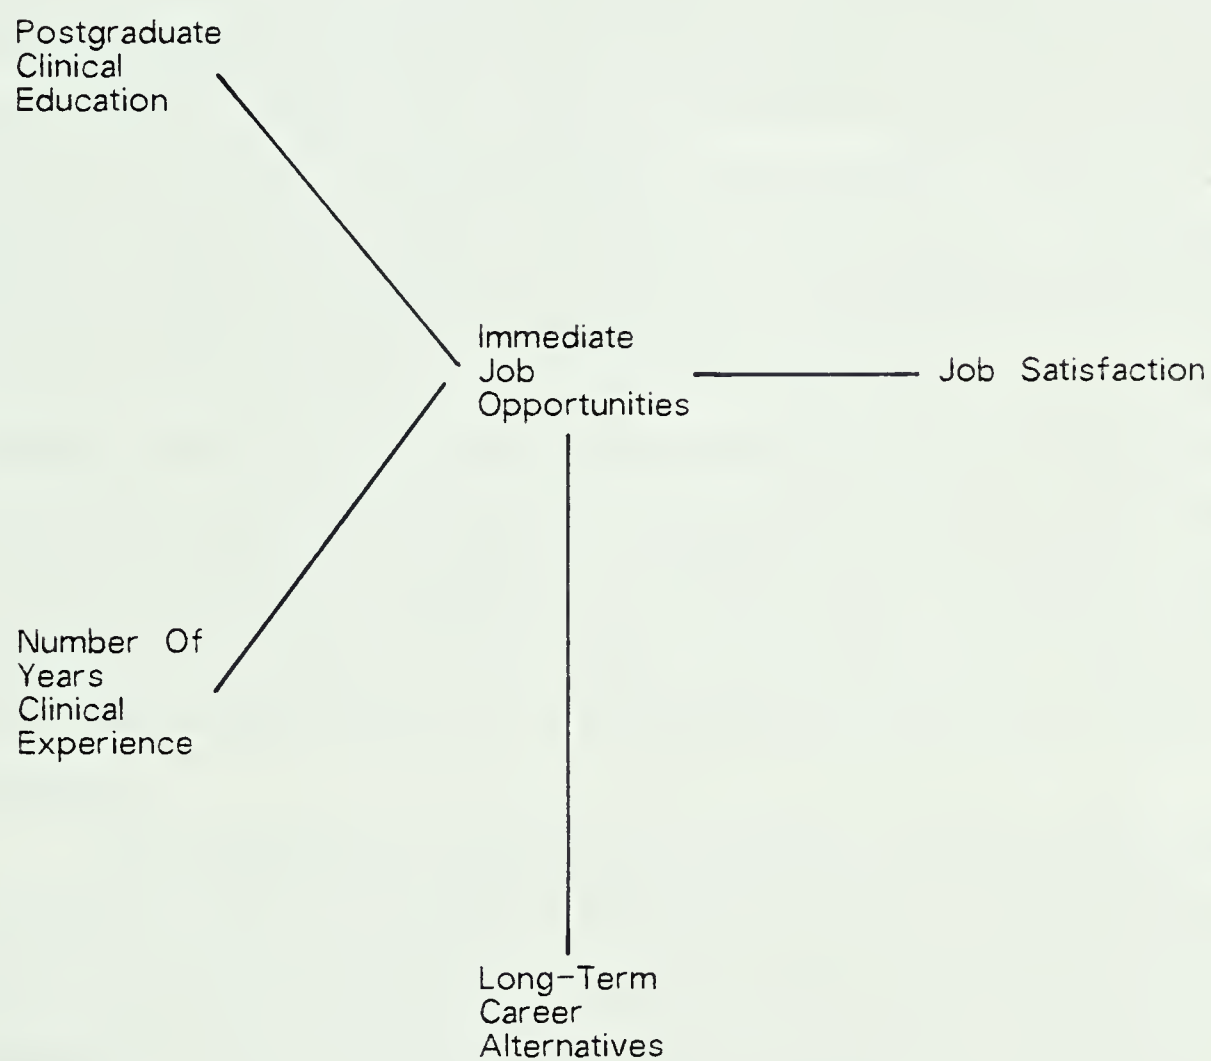 Postgraduate
Clinical
Education
Immediate
Job
Opportunities
Job Satisfaction
Number Of
Years
Clinical
Experience
Long-Term
Career
Alternatives